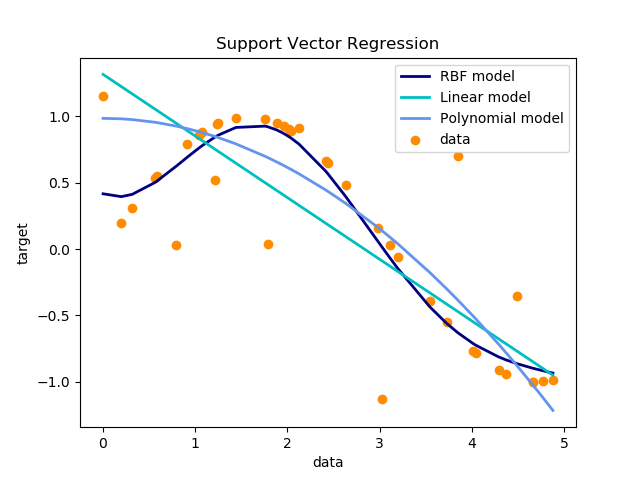 Support Vector Regression
RBF model
Linear model
Polynomial model
data
1.0
0.5
0.0
−0.5
−1.0
target
0 1 2 3 4 5
data